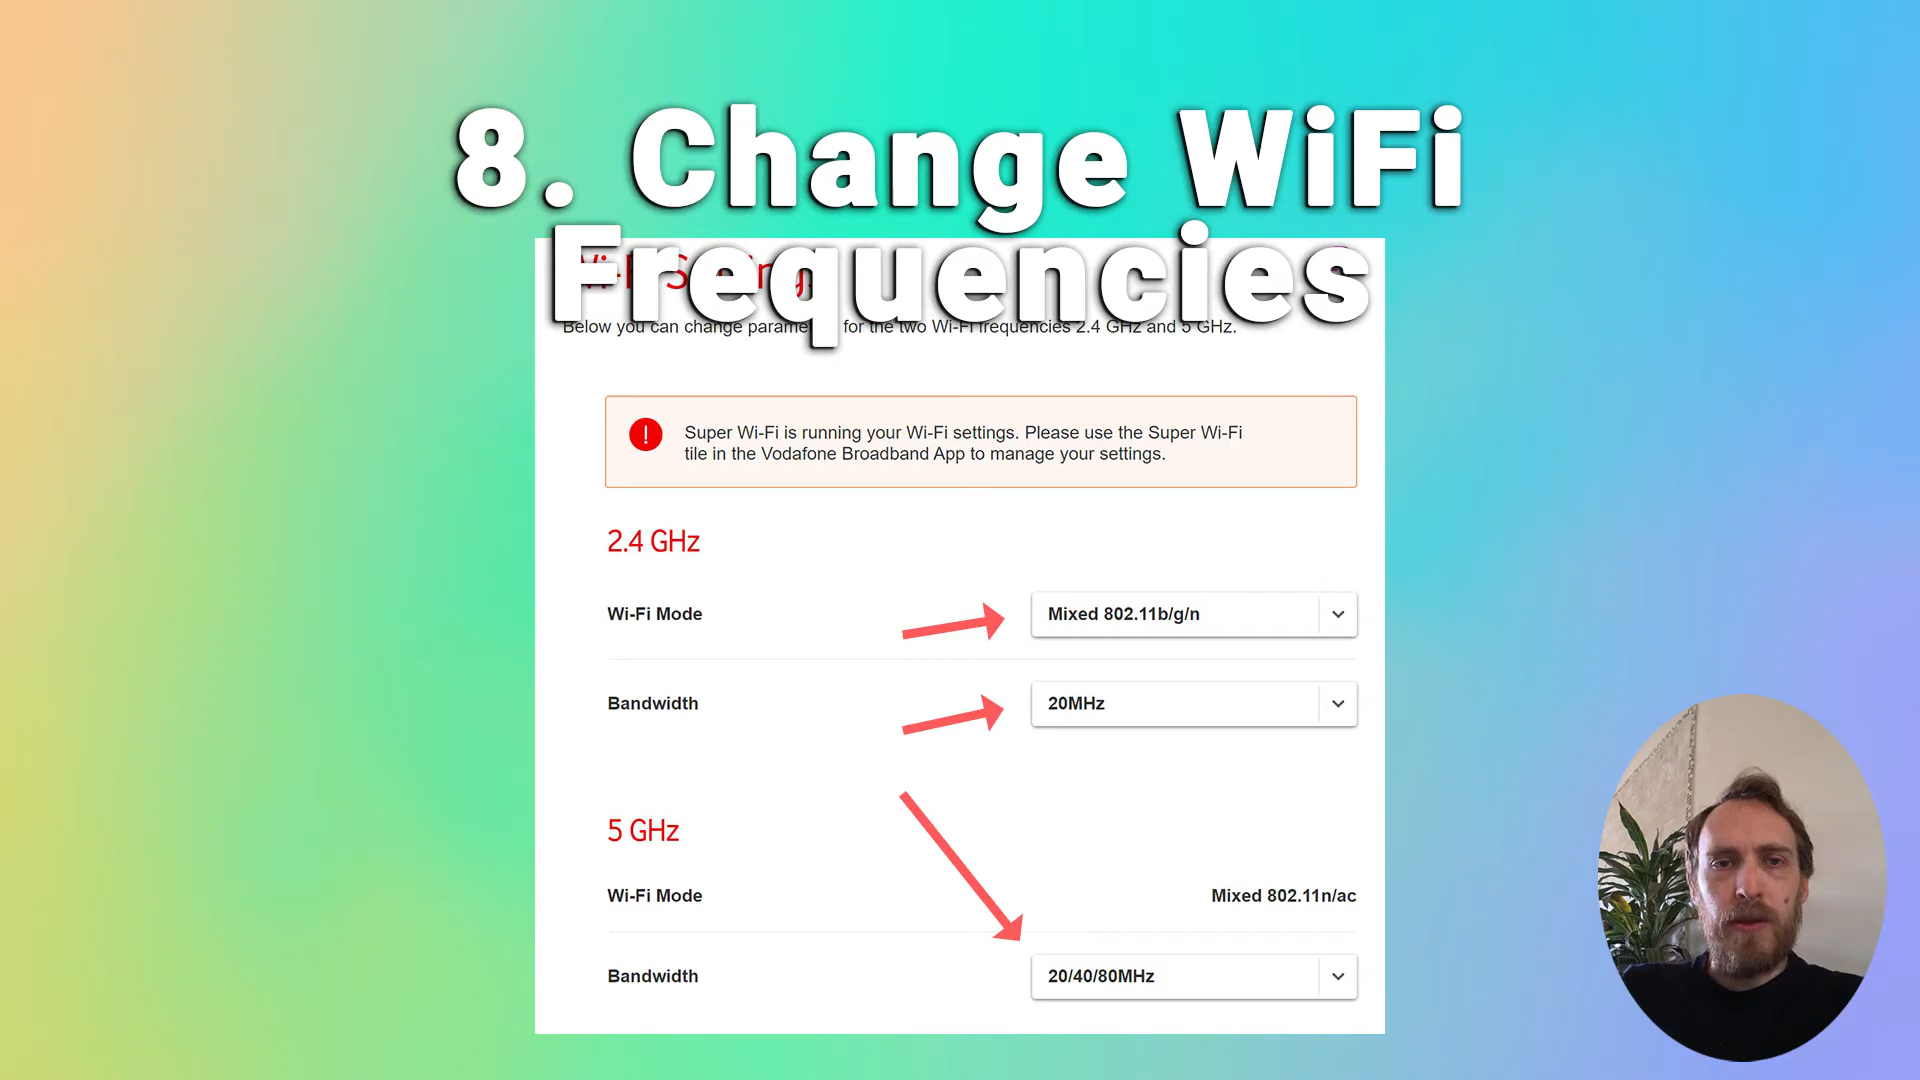 8. Change WiFi
Frequencies
Below you can change for the two Wi-Fi frequencies 2.4 GHz and 5 GHz.
Super Wi-Fi is running your Wi-Fi settings. Please use the Super Wi-Fi
tile in the Vodafone Broadband App to manage your settings.
2.4 GHz
Wi-Fi Mode
Mixed 802.11b/g/n
Bandwidth
20MHz
5 GHz
Wi-Fi Mode
Mixed 802.11n/ac
Bandwidth
20/40/80MHz